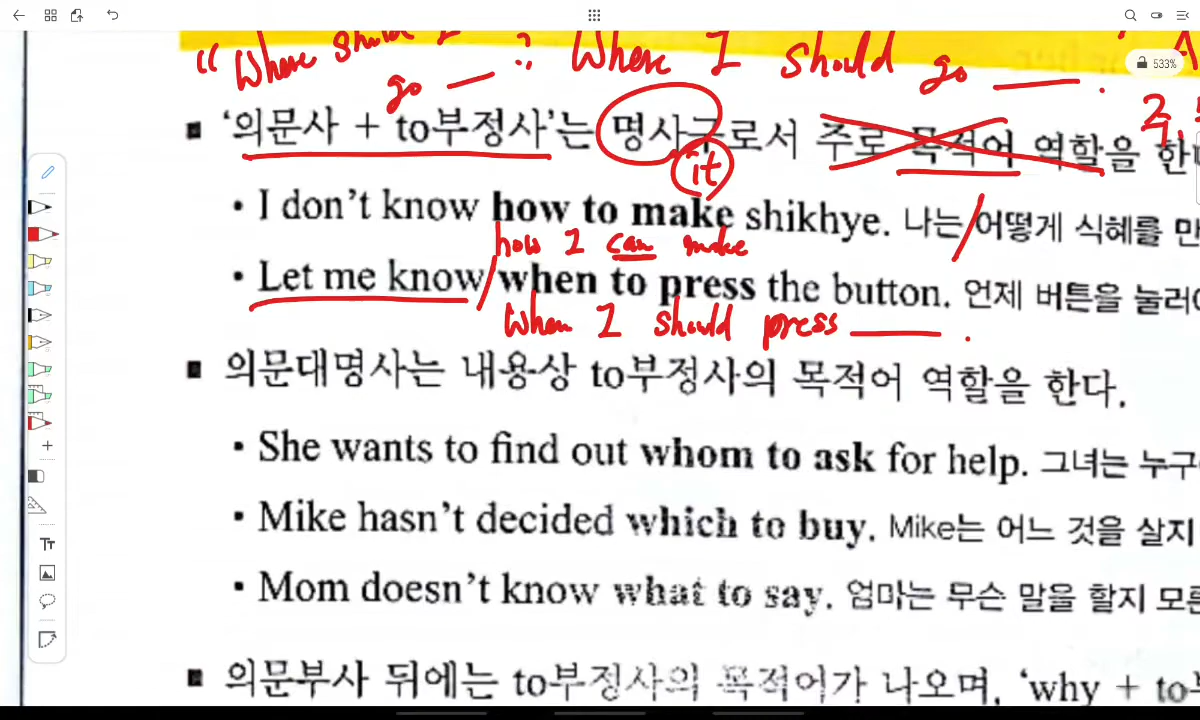 533%
"Where should I
go : Where I should go .
'의문사 + to부정사'는 명사구로서 주로 목적어 역할을 한다
it
• I don't know how to make shikhye. 나는/어떻게 식혜를 만
how I can make
• Let me know/when to press the button. 언제 버튼을 눌러야
When I should press .
의문대명사는 내용상 to부정사의 목적어 역할을 한다.
• She wants to find out whom to ask for help. 그녀는 누구
• Mike hasn't decided which to buy. Mike는 어느 것을 살지
• Mom doesn't know what to say. 엄마는 무슨 말을 할지 모른
의문부사 뒤에는 to부정사의 목적어가 나오며, 'why + to부